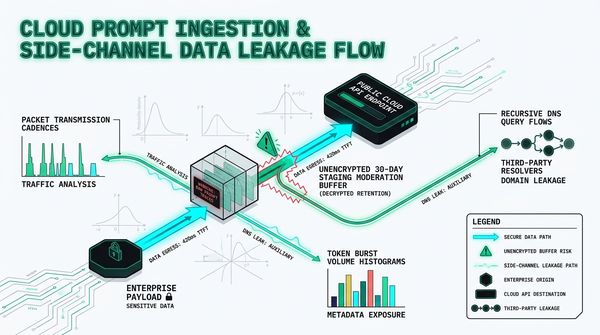 CLOUD PROMPT INGESTION &
SIDE-CHANNEL DATA LEAKAGE FLOW
PACKET TRANSMISSION
CADENCES
TRAFFIC ANALYSIS
TRAFFIC ANALYSIS
PUBLIC CLOUD
API ENDPOINT
DATA EGRESS: 420ms TTFT
UNENCRYPTED 30-DAY
STAGING MODERATION
BUFFER
(DECRYPTED RETENTION)
RECURSIVE DNS
QUERY FLOWS
THIRD-PARTY
RESOLVERS
DOMAIN LEAKAGE
DNS LEAK: AUXILIARY
DATA EGRESS: 420ms TTFT
DNS LEAK: AUXILIARY
ENTERPRISE
PAYLOAD
SENSITIVE DATA
TOKEN BURST
VOLUME HISTOGRAMS
METADATA EXPOSURE
LEGEND
SECURE DATA PATH
UNENCRYPTED BUFFER RISK
SIDE-CHANNEL LEAKAGE PATH
ENTERPRISE ORIGIN
CLOUD API DESTINATION
THIRD-PARTY LEAKAGE